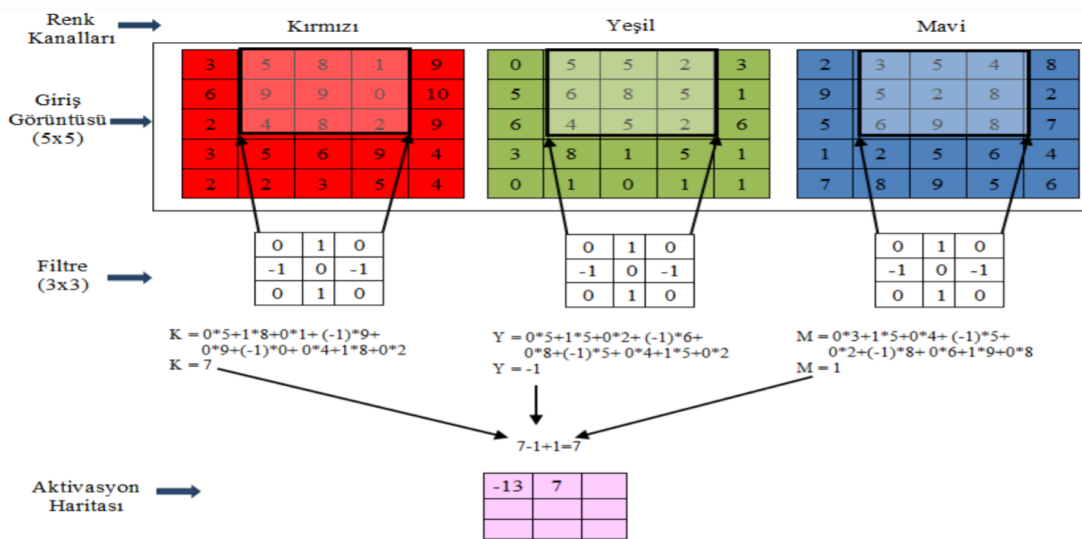 Renk Kanalları
Kırmızı
Yeşil
Mavi
Giriş Görüntüsü (5x5)
3 5 8 1 9
6 9 9 0 10
2 4 8 2 9
3 5 6 9 4
2 2 3 5 4
0 5 5 2 3
5 6 8 5 1
6 4 5 2 6
3 8 1 5 1
0 1 0 1 1
2 3 5 4 8
9 5 2 8 2
5 6 9 8 7
1 2 5 6 4
7 8 9 5 6
Filtre (3x3)
0 1 0
-1 0 -1
0 1 0
0 1 0
-1 0 -1
0 1 0
0 1 0
-1 0 -1
0 1 0
K = 0*5+1*8+0*1+(-1)*9+
0*9+(-1)*0+0*4+1*8+0*2
K = 7
Y = 0*5+1*5+0*2+(-1)*6+
0*8+(-1)*5+0*4+1*5+0*2
Y = -1
M = 0*3+1*5+0*4+(-1)*5+
0*2+(-1)*8+0*6+1*9+0*8
M = 1
7-1+1=7
Aktivasyon Haritası
-13 7